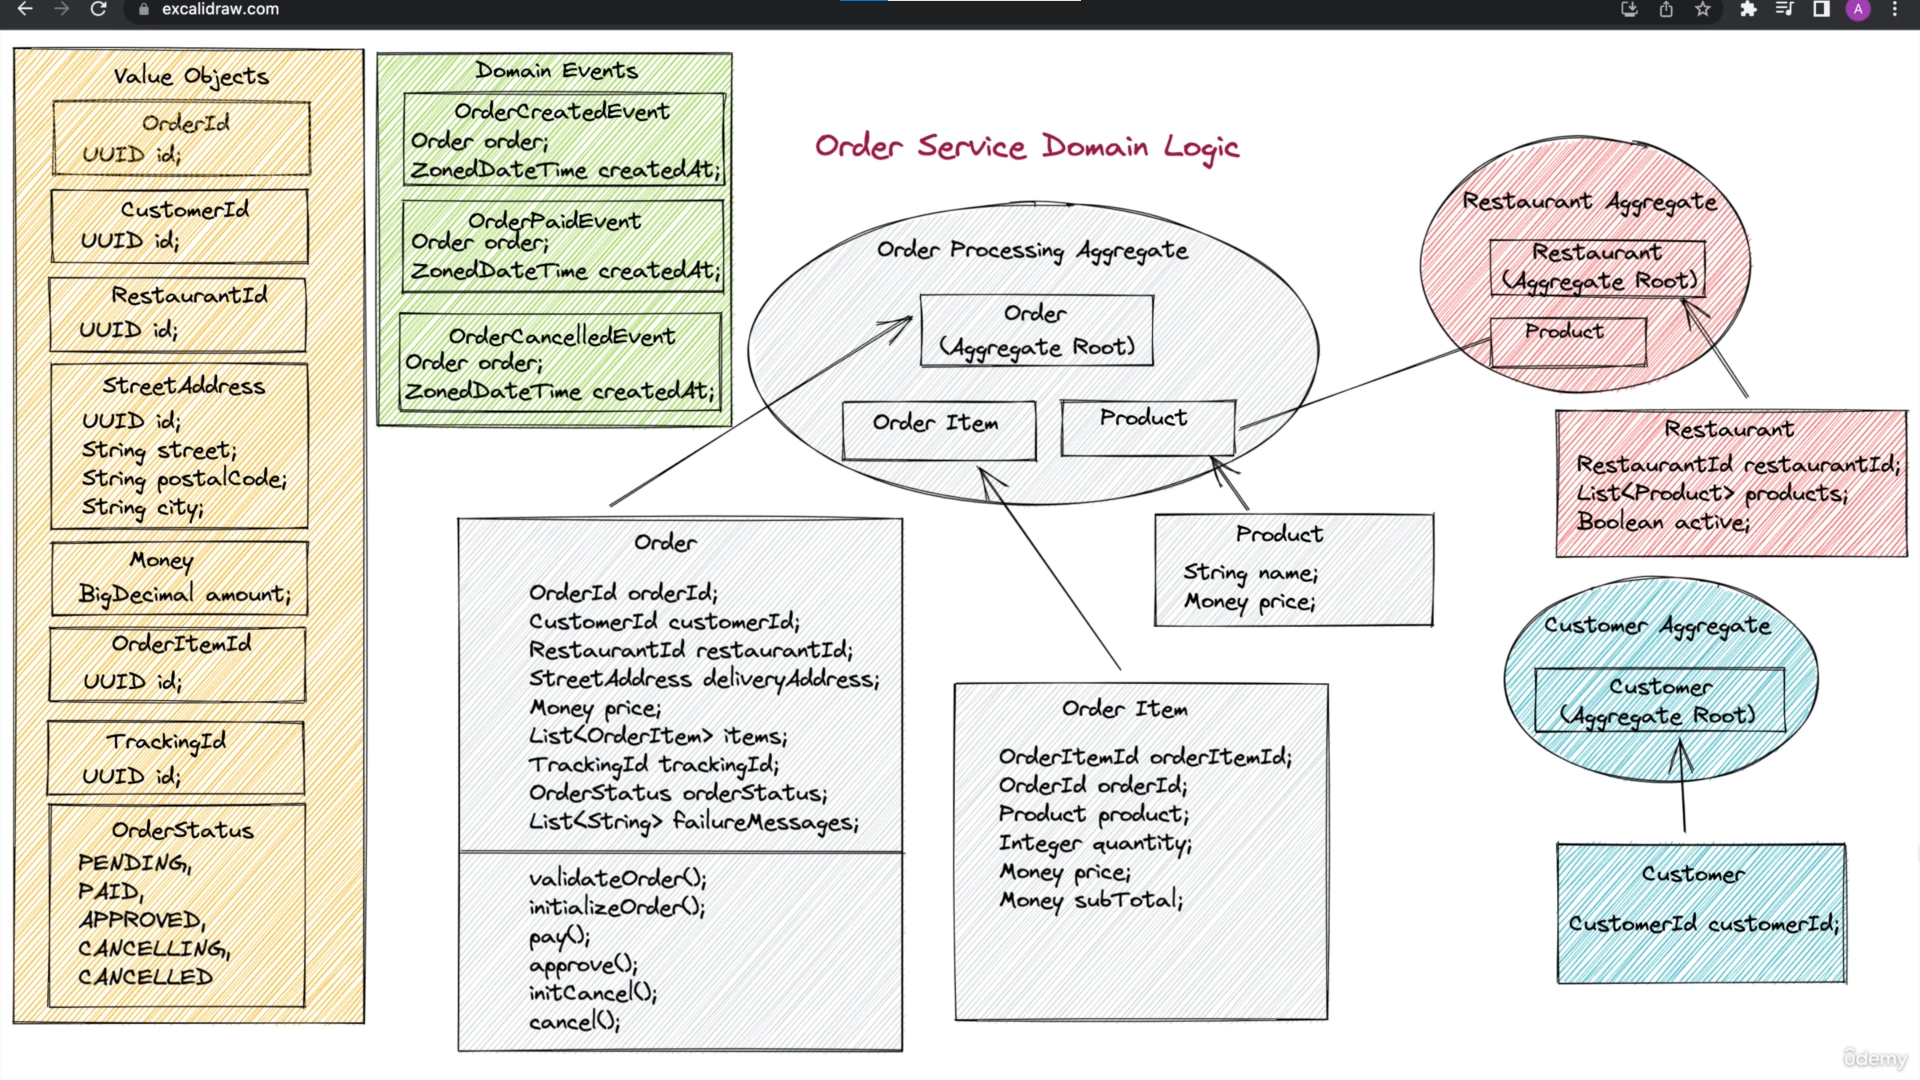 excalidraw.com
A
Value Objects
OrderId
UUID id;
CustomerId
UUID id;
RestaurantId
UUID id;
StreetAddress
UUID id;
String street;
String postalCode;
String city;
Money
BigDecimal amount;
OrderItemId
UUID id;
TrackingId
UUID id;
OrderStatus
PENDING,
PAID,
APPROVED,
CANCELLING,
CANCELLED
Domain Events
OrderCreatedEvent
Order order;
ZonedDateTime createdAt;
OrderPaidEvent
Order order;
ZonedDateTime createdAt;
OrderCancelledEvent
Order order;
ZonedDateTime createdAt;
Order Service Domain Logic
Order Processing Aggregate
Order
(Aggregate Root)
Order Item
Product
Restaurant Aggregate
Restaurant
(Aggregate Root)
Product
Order
OrderId orderId;
CustomerId customerId;
RestaurantId restaurantId;
StreetAddress deliveryAddress;
Money price;
List<OrderItem> items;
TrackingId trackingId;
OrderStatus orderStatus;
List<String> failureMessages;
validateOrder();
initializeOrder();
pay();
approve();
initCancel();
cancel();
Order Item
OrderItemId orderItemId;
OrderId orderId;
Product product;
Integer quantity;
Money price;
Money subTotal;
Product
String name;
Money price;
Restaurant
RestaurantId restaurantId;
List<Product> products;
Boolean active;
Customer Aggregate
Customer
(Aggregate Root)
Customer
CustomerId customerId;
ûdemy